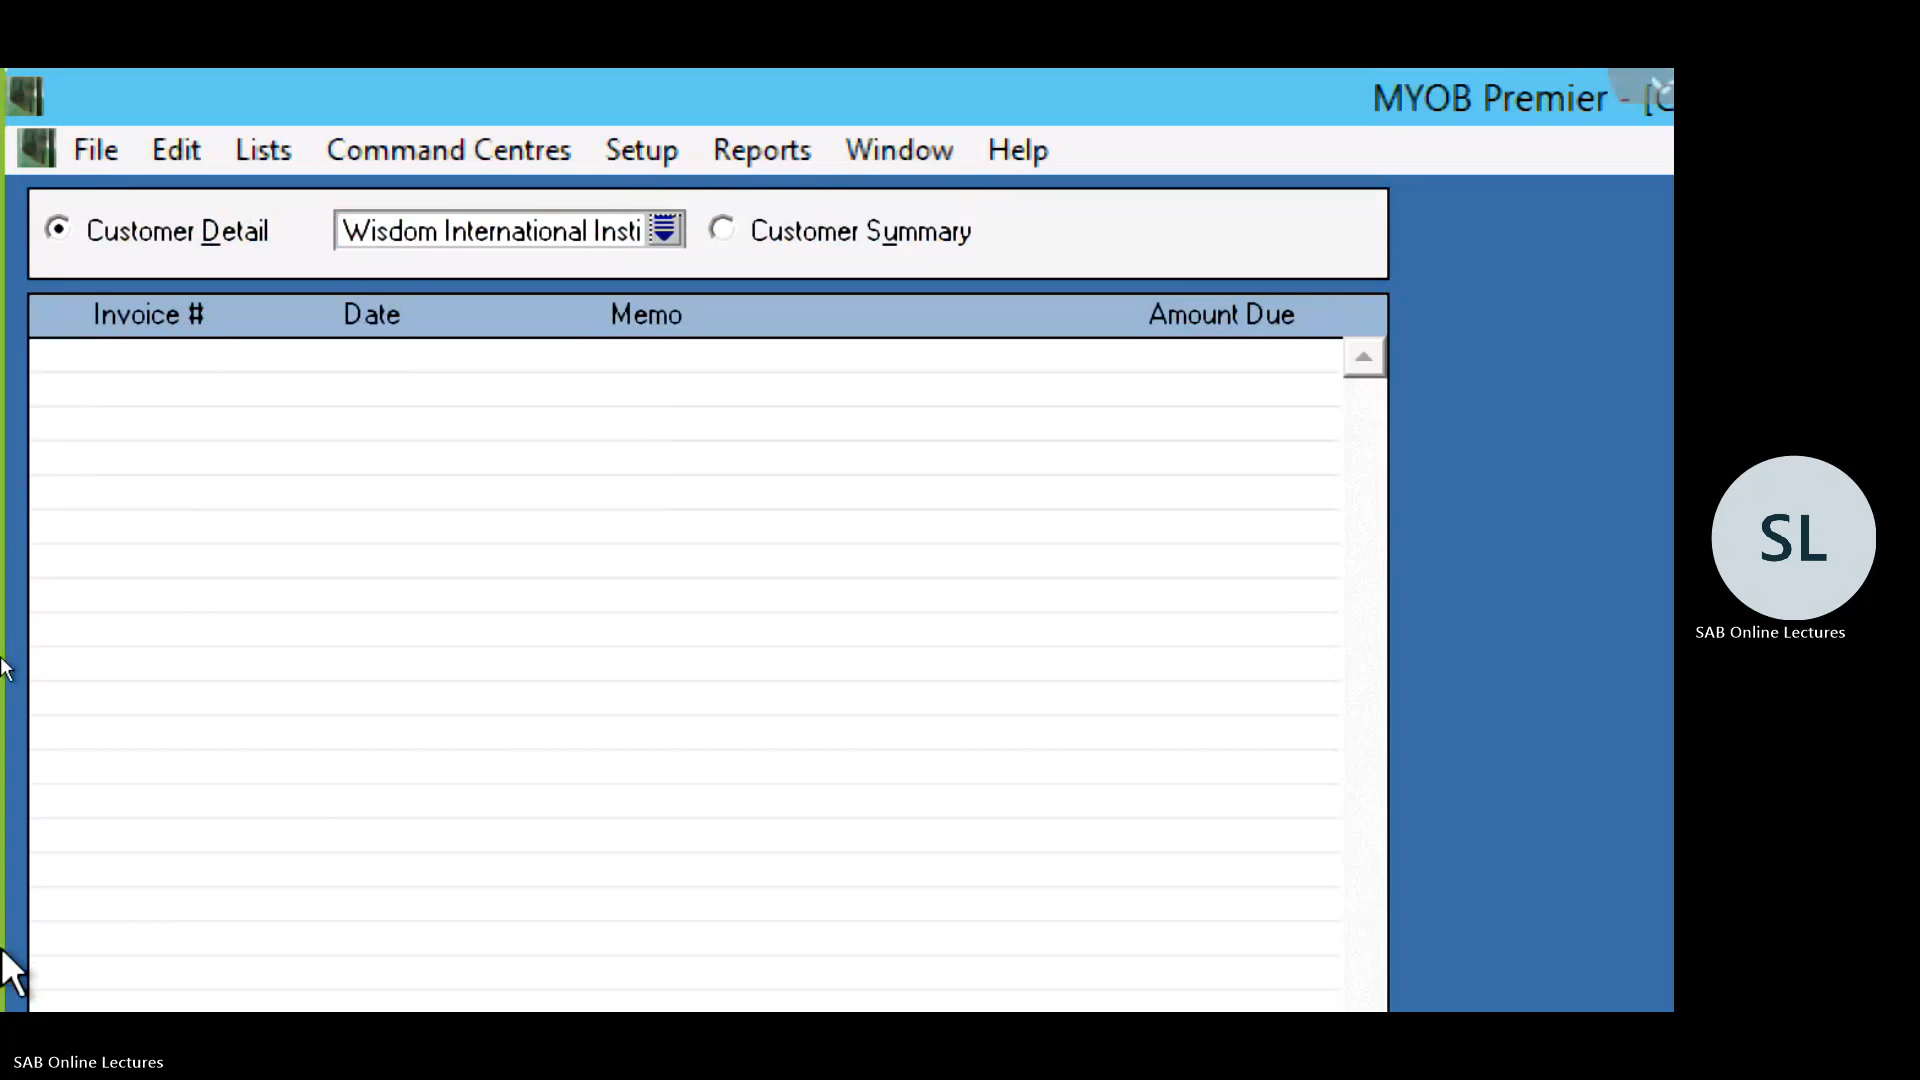 MYOB Premier - [C
File Edit Lists Command Centres Setup Reports Window Help
Customer Detail Wisdom International Insti Customer Summary
Invoice # Date Memo Amount Due
SL
SAB Online Lectures
SAB Online Lectures